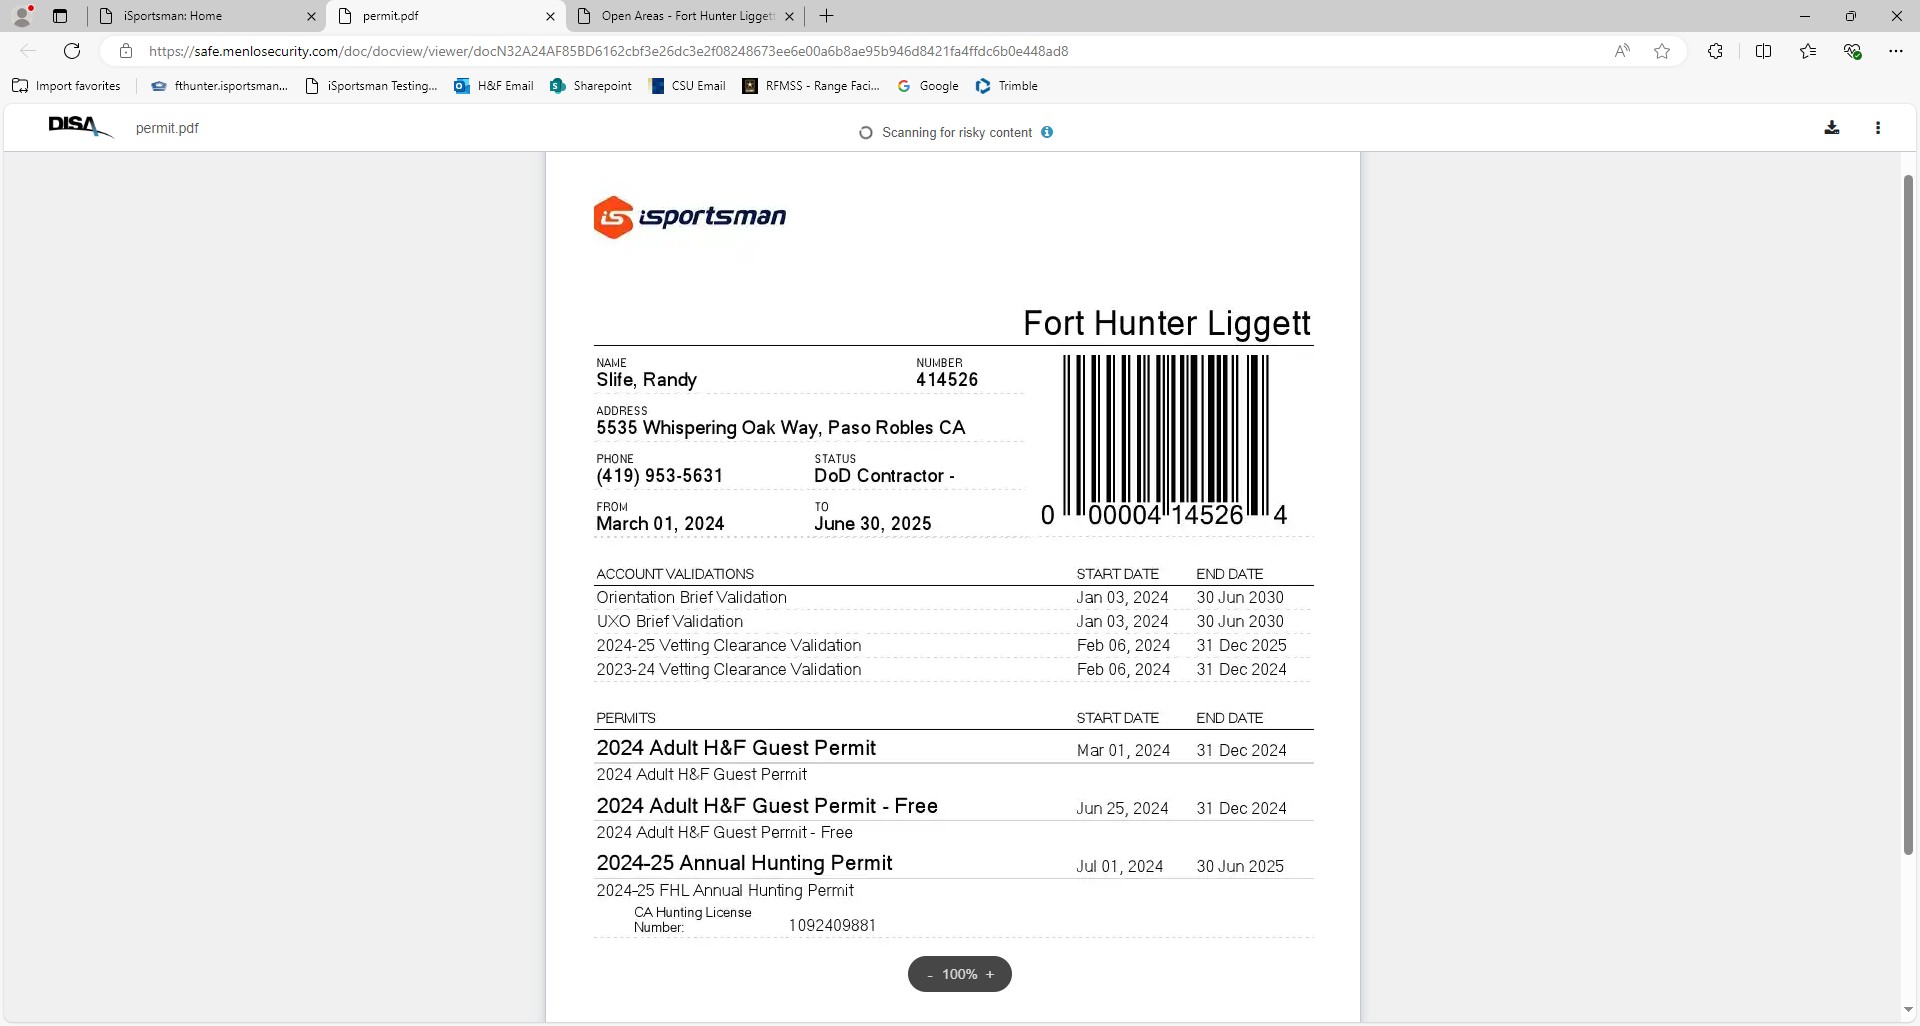 iSportsman: Home
permit.pdf
Open Areas - Fort Hunter Ligget
https://safe.menlosecurity.com/doc/docview/viewer/docN32A24AF85BD6162cbf3e26dc3e2f08248673ee6e00a6b8ae95b946d8421fa4ffdc6b0e448ad8
Import favorites
fthunter.isportsman...
iSportsman Testing...
H&F Email
Sharepoint
CSU Email
RFMSS - Range Faci...
Google
Trimble
DISA
permit.pdf
Scanning for risky content
iS isportsman
Fort Hunter Liggett
NAME NUMBER
Slife, Randy 414526
ADDRESS
5535 Whispering Oak Way, Paso Robles CA
PHONE STATUS
(419) 953-5631 DoD Contractor -
FROM TO
March 01, 2024 June 30, 2025
0 00004 14526 4
ACCOUNT VALIDATIONS START DATE END DATE
Orientation Brief Validation Jan 03, 2024 30 Jun 2030
UXO Brief Validation Jan 03, 2024 30 Jun 2030
2024-25 Vetting Clearance Validation Feb 06, 2024 31 Dec 2025
2023-24 Vetting Clearance Validation Feb 06, 2024 31 Dec 2024
PERMITS START DATE END DATE
2024 Adult H&F Guest Permit Mar 01, 2024 31 Dec 2024
2024 Adult H&F Guest Permit
2024 Adult H&F Guest Permit - Free Jun 25, 2024 31 Dec 2024
2024 Adult H&F Guest Permit - Free
2024-25 Annual Hunting Permit Jul 01, 2024 30 Jun 2025
2024-25 FHL Annual Hunting Permit
CA Hunting License
Number: 1092409881
- 100% +